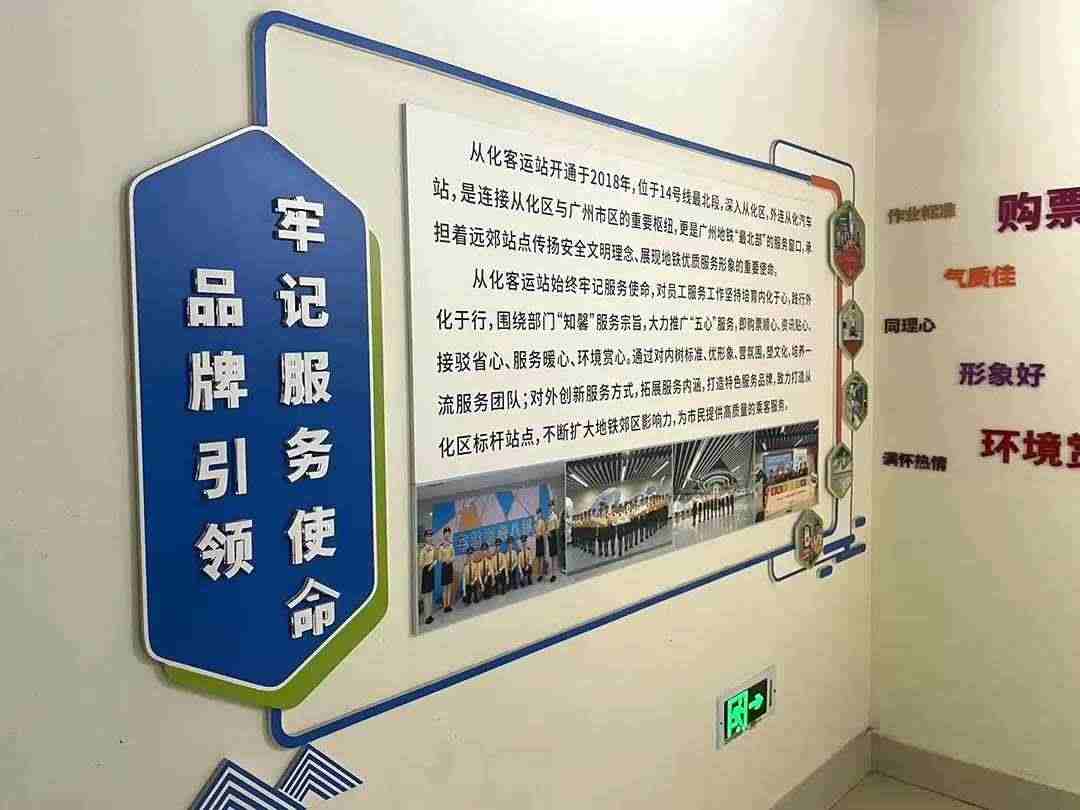 牢记服务使命
品牌引领
从化客运站开通于2018年,位于14号线最北段,深入从化区,外连从化汽车
站,是连接从化区与广州市区的重要枢纽,更是广州地铁“最北部”的服务窗口,承
担着远郊站点传扬安全文明理念、展现地铁优质服务形象的重要使命。
从化客运站始终牢记服务使命,对员工服务工作坚持培育内化于心,践行外
化于行,围绕部门“知馨”服务宗旨,大力推广“五心”服务,即购票顺心、资讯贴心、
接驳省心、服务暖心、环境赏心。通过对内树标准、优形象、营氛围,塑文化,培养一
流服务团队;对外创新服务方式,拓展服务内涵,打造特色服务品牌,致力打造从
化区标杆站点,不断扩大地铁郊区影响力,为市民提供高质量的乘客服务。
作业标准
购票
气质佳
同理心
形象好
环境赏
满怀热情